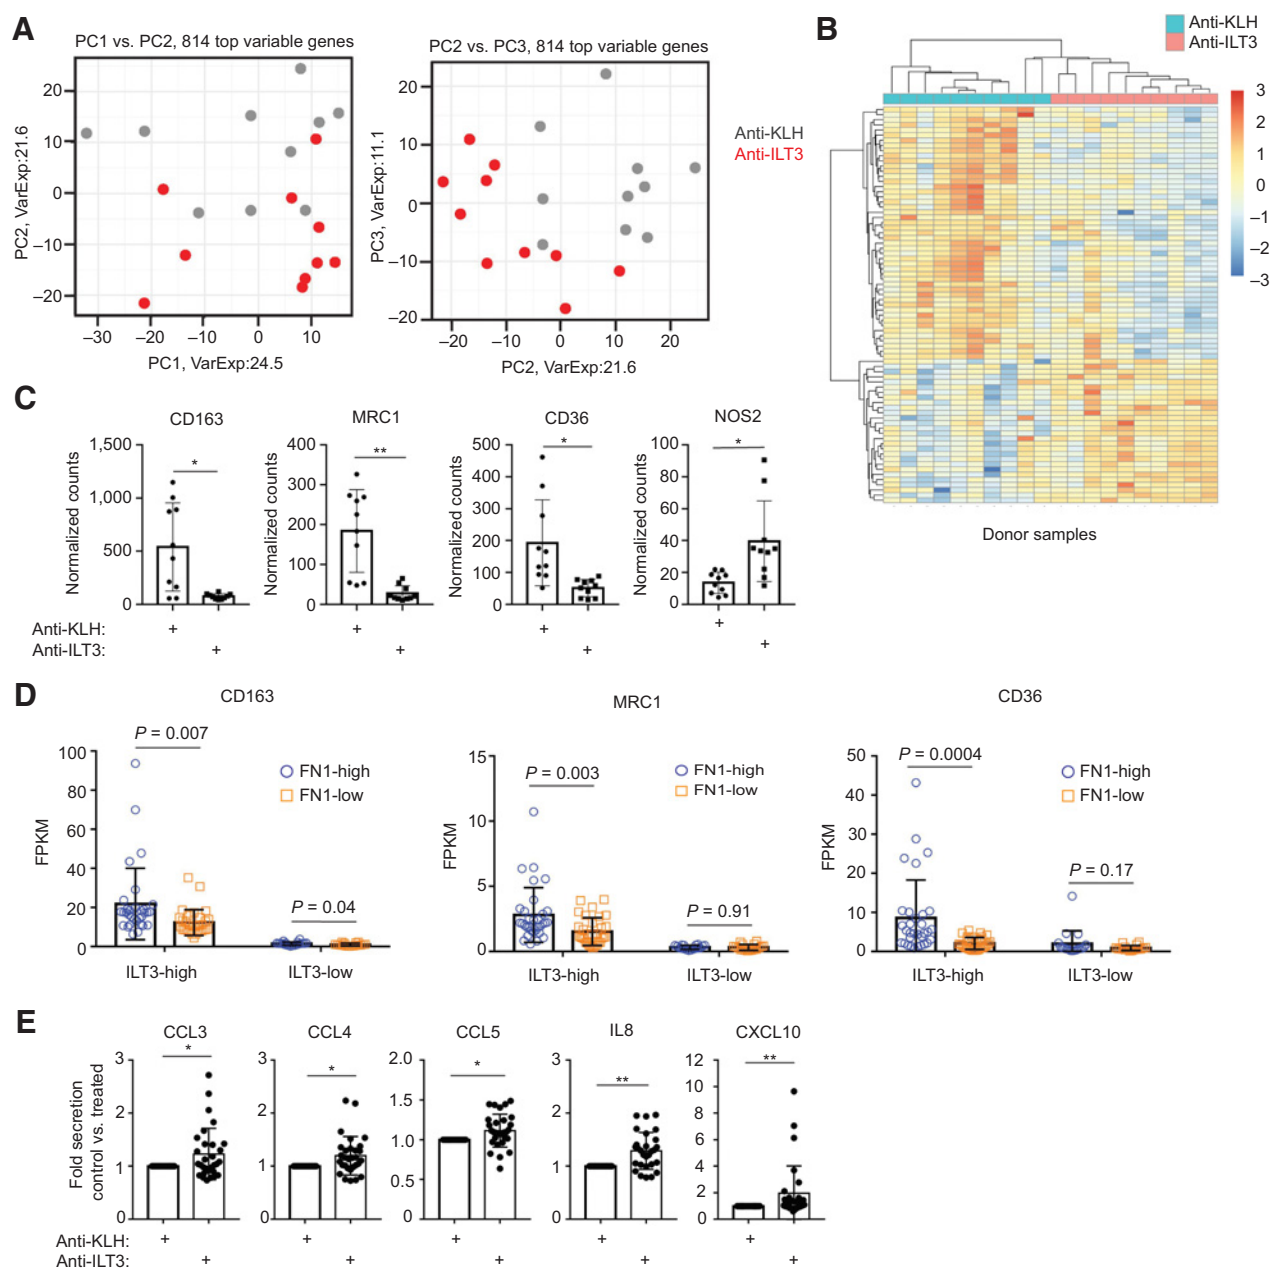 A
PC1 vs. PC2, 814 top variable genes
PC2, VarExp:21.6
20
10
0
−10
−20
−30
−20
−10
0
10
PC1, VarExp:24.5
PC2 vs. PC3, 814 top variable genes
PC3, VarExp:11.1
20
10
0
−10
−20
−20
−10
0
10
20
PC2, VarExp:21.6
Anti-KLH
Anti-ILT3
B
Anti-KLH
Anti-ILT3
3
2
1
0
−1
−2
−3
Donor samples
C
CD163
Normalized counts
1,500
1,000
500
0
*
+
+
MRC1
Normalized counts
400
300
200
100
0
**
+
+
CD36
Normalized counts
500
400
300
200
100
0
*
+
+
NOS2
Normalized counts
100
80
60
40
20
0
*
+
+
Anti-KLH:
Anti-ILT3:
D
CD163
P = 0.007
FPKM
100
80
60
40
20
0
FN1-high
FN1-low
P = 0.04
ILT3-high
ILT3-low
MRC1
FPKM
15
10
5
0
P = 0.003
FN1-high
FN1-low
P = 0.91
ILT3-high
ILT3-low
CD36
FPKM
50
40
30
20
10
0
P = 0.0004
FN1-high
FN1-low
P = 0.17
ILT3-high
ILT3-low
E
Fold secretion
control vs. treated
CCL3
3
2
1
0
*
+
+
CCL4
3
2
1
0
*
+
+
CCL5
2.0
1.5
1.0
0.5
0
*
+
+
IL8
3
2
1
0
**
+
+
CXCL10
12
10
8
6
4
2
0
**
+
+
Anti-KLH:
Anti-ILT3: